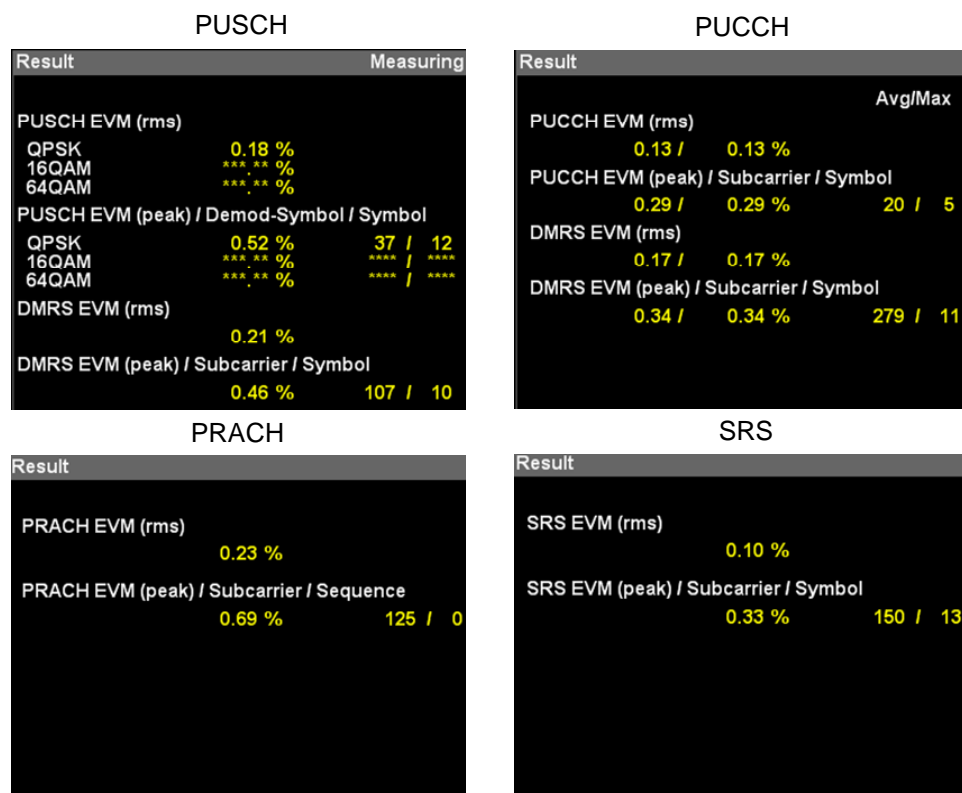 PUSCH
Result Measuring
PUSCH EVM (rms)
QPSK 0.18 %
16QAM ***.** %
64QAM ***.** %
PUSCH EVM (peak) / Demod-Symbol / Symbol
QPSK 0.52 % 37 / 12
16QAM ***.** % **** / ****
64QAM ***.** % **** / ****
DMRS EVM (rms)
0.21 %
DMRS EVM (peak) / Subcarrier / Symbol
0.46 % 107 / 10
PUCCH
Result
Avg/Max
PUCCH EVM (rms)
0.13 / 0.13 %
PUCCH EVM (peak) / Subcarrier / Symbol
0.29 / 0.29 % 20 / 5
DMRS EVM (rms)
0.17 / 0.17 %
DMRS EVM (peak) / Subcarrier / Symbol
0.34 / 0.34 % 279 / 11
PRACH
Result
PRACH EVM (rms)
0.23 %
PRACH EVM (peak) / Subcarrier / Sequence
0.69 % 125 / 0
SRS
Result
SRS EVM (rms)
0.10 %
SRS EVM (peak) / Subcarrier / Symbol
0.33 % 150 / 13